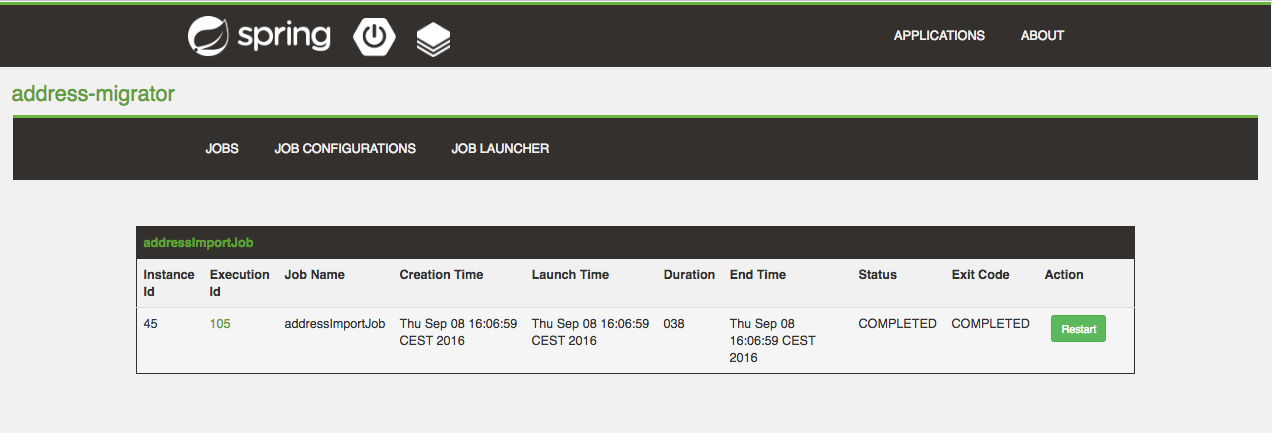 spring
APPLICATIONS ABOUT
address-migrator
JOBS JOB CONFIGURATIONS JOB LAUNCHER
addressImportJob
Instance Id Execution Id Job Name Creation Time Launch Time Duration End Time Status Exit Code Action
45 105 addressImportJob Thu Sep 08 16:06:59 CEST 2016 Thu Sep 08 16:06:59 CEST 2016 038 Thu Sep 08 16:06:59 CEST 2016 COMPLETED COMPLETED Restart